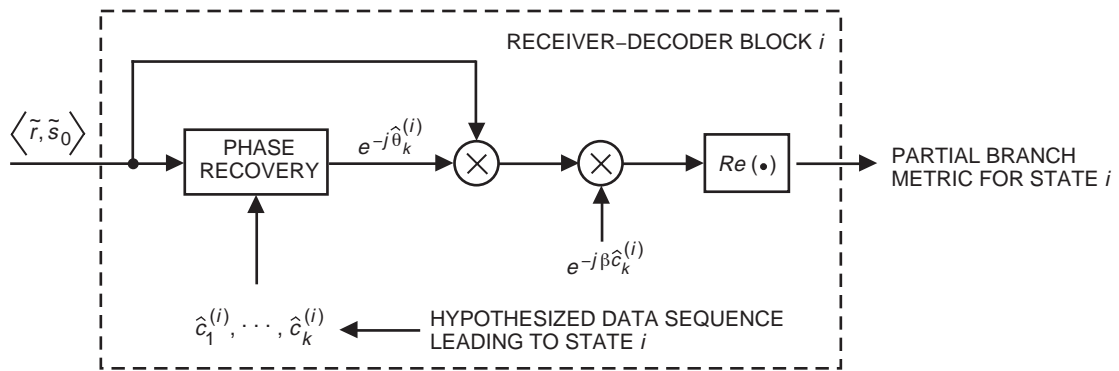 RECEIVER–DECODER BLOCK i
⟨r̃, s̃₀⟩
PHASE
RECOVERY
e^{-jθ̂_k^{(i)}}
×
×
Re (•)
PARTIAL BRANCH
METRIC FOR STATE i
e^{-jβĉ_k^{(i)}}
ĉ_1^{(i)}, · · · , ĉ_k^{(i)}
HYPOTHESIZED DATA SEQUENCE
LEADING TO STATE i